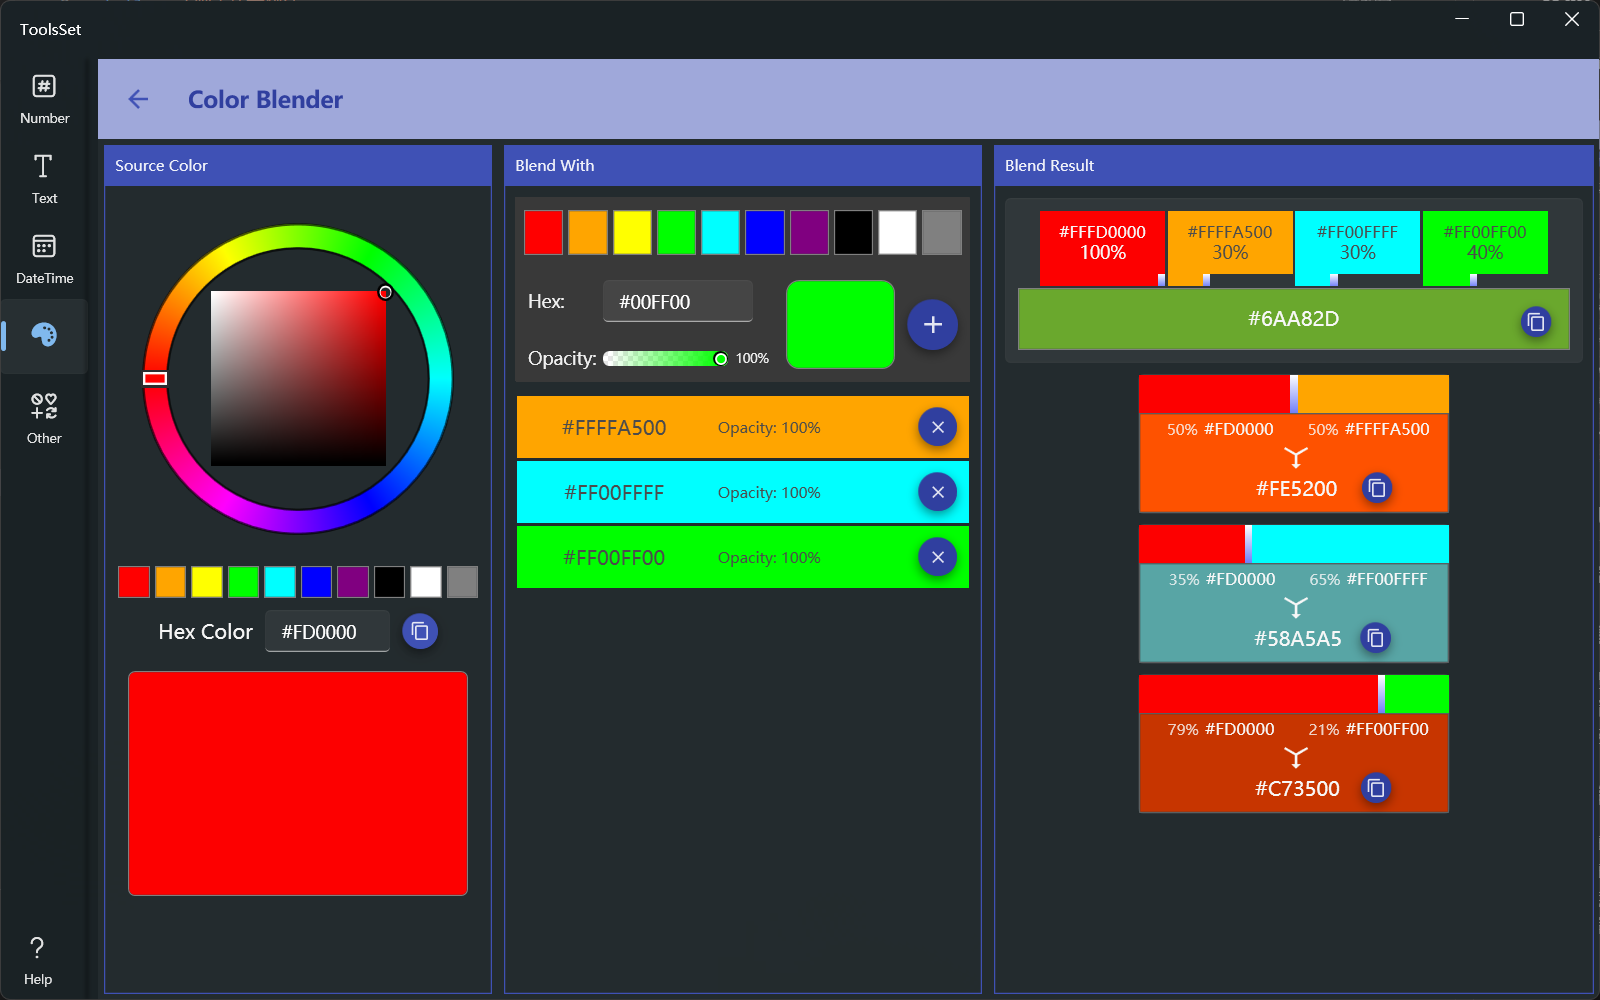 ToolsSet
Number
Text
DateTime
Other
Help
Color Blender
Source Color
Hex Color #FD0000
Blend With
Hex: #00FF00
Opacity: 100%
#FFFFA500 Opacity: 100%
#FF00FFFF Opacity: 100%
#FF00FF00 Opacity: 100%
Blend Result
#FFFD0000 #FFFFA500 #FF00FFFF #FF00FF00
100% 30% 30% 40%
#6AA82D
50% #FD0000 50% #FFFFA500
#FE5200
35% #FD0000 65% #FF00FFFF
#58A5A5
79% #FD0000 21% #FF00FF00
#C73500